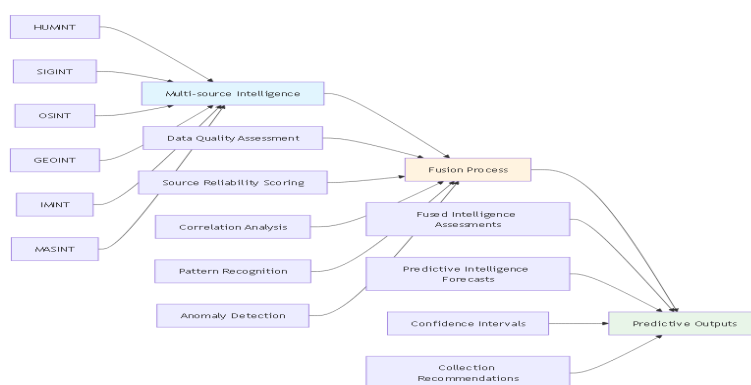 HUMINT
SIGINT
OSINT
GEOINT
IMINT
MASINT
Multi-source Intelligence
Data Quality Assessment
Source Reliability Scoring
Correlation Analysis
Pattern Recognition
Anomaly Detection
Fusion Process
Fused Intelligence
Assessments
Predictive Intelligence
Forecasts
Confidence Intervals
Collection
Recommendations
Predictive Outputs